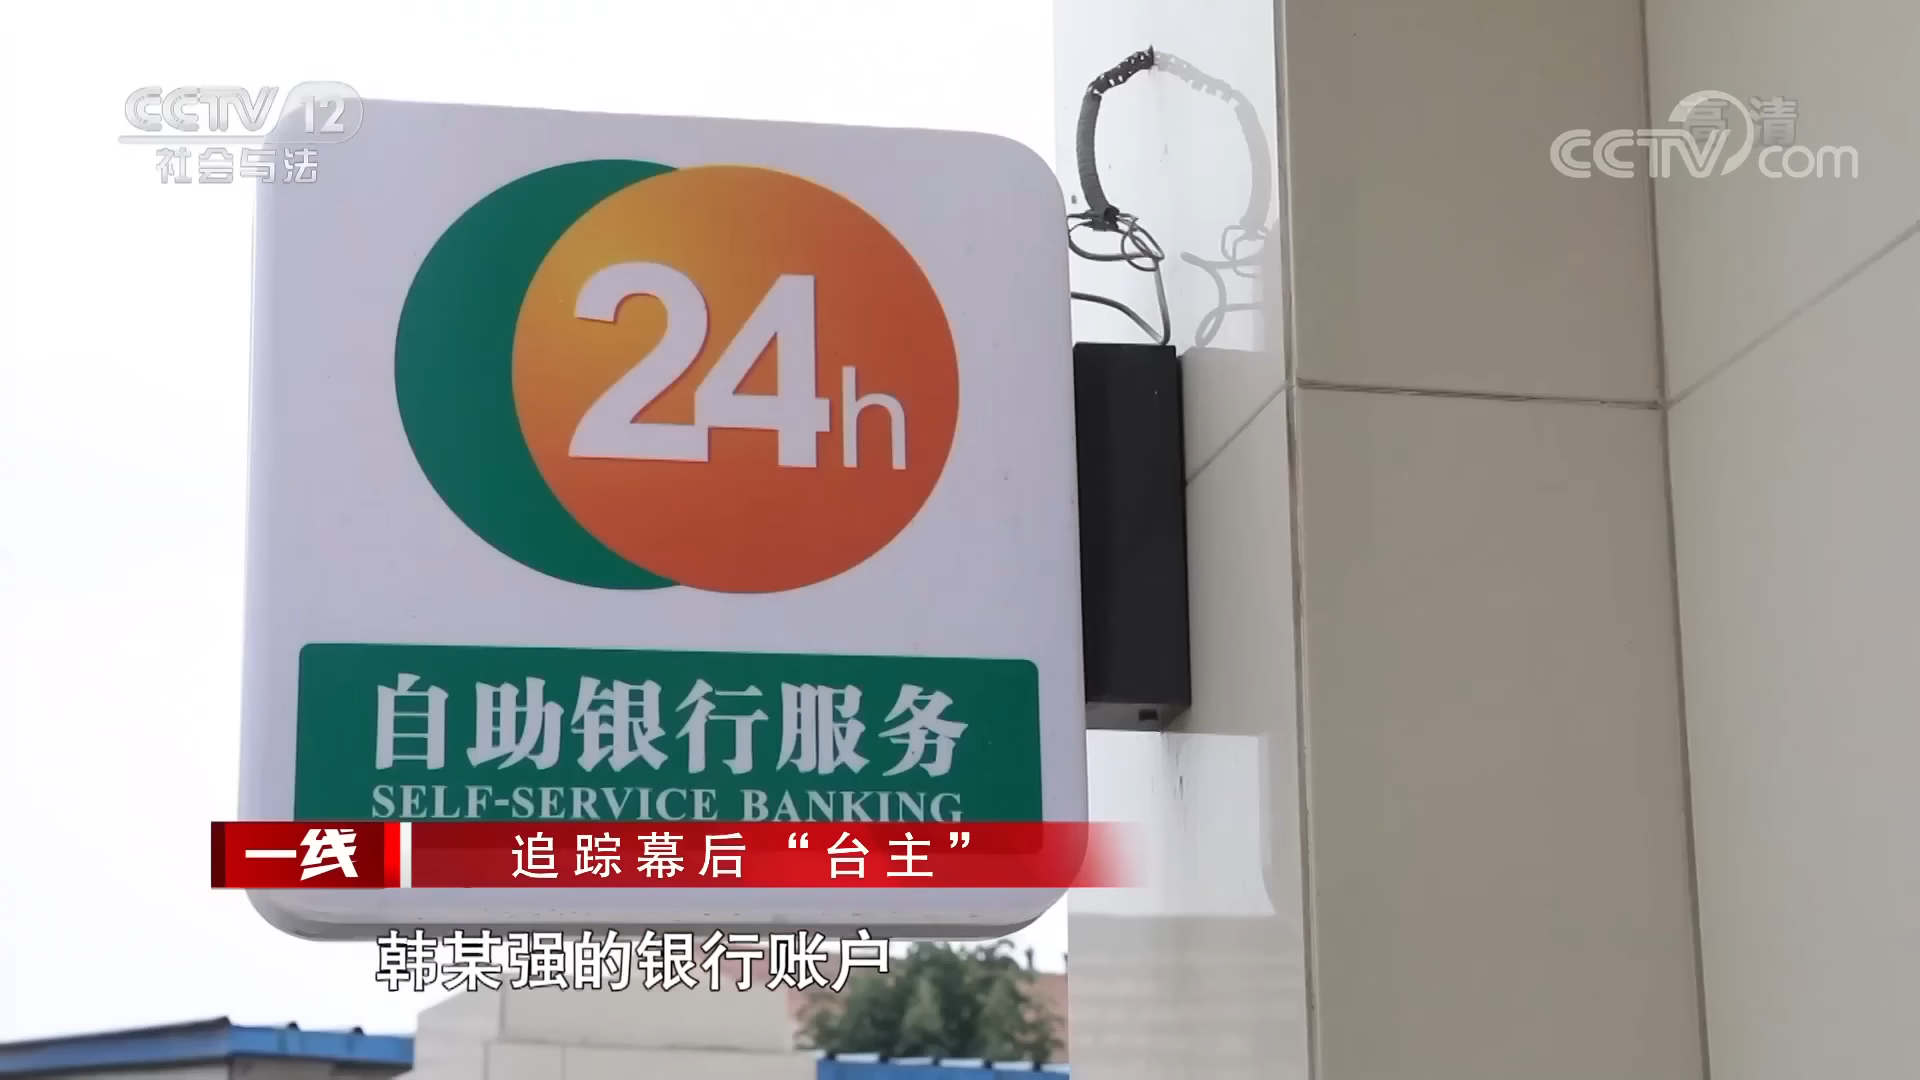 CCTV 12
社会与法
高清
CCTV.com
24h
自助银行服务
SELF-SERVICE BANKING
一线
追踪幕后“台主”
韩某强的银行账户